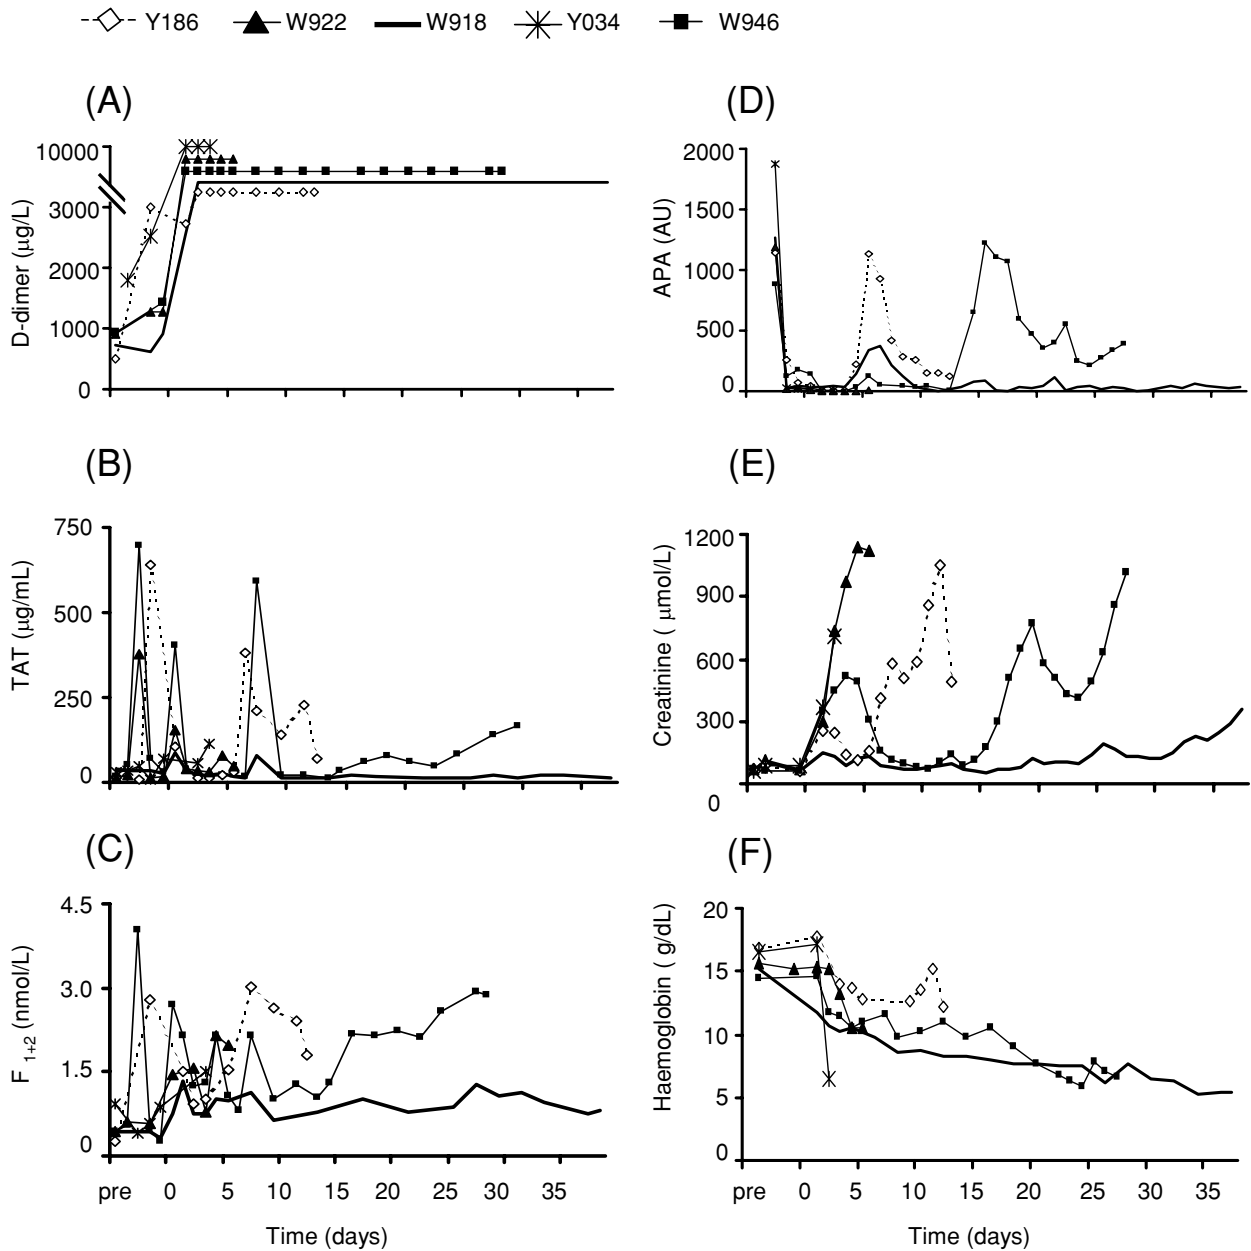 Y186 W922 W918 Y034 W946
(A)
D-dimer (μg/L)
10000
3000
2000
1000
0
(D)
APA (AU)
2000
1500
1000
500
0
(B)
TAT (μg/mL)
750
500
250
0
(E)
Creatinine ( μmol/L)
1200
900
600
300
0
(C)
F1+2 (nmol/L)
4.5
3.0
1.5
0
pre 0 5 10 15 20 25 30 35
Time (days)
(F)
Haemoglobin ( g/dL)
20
15
10
5
0
pre 0 5 10 15 20 25 30 35
Time (days)